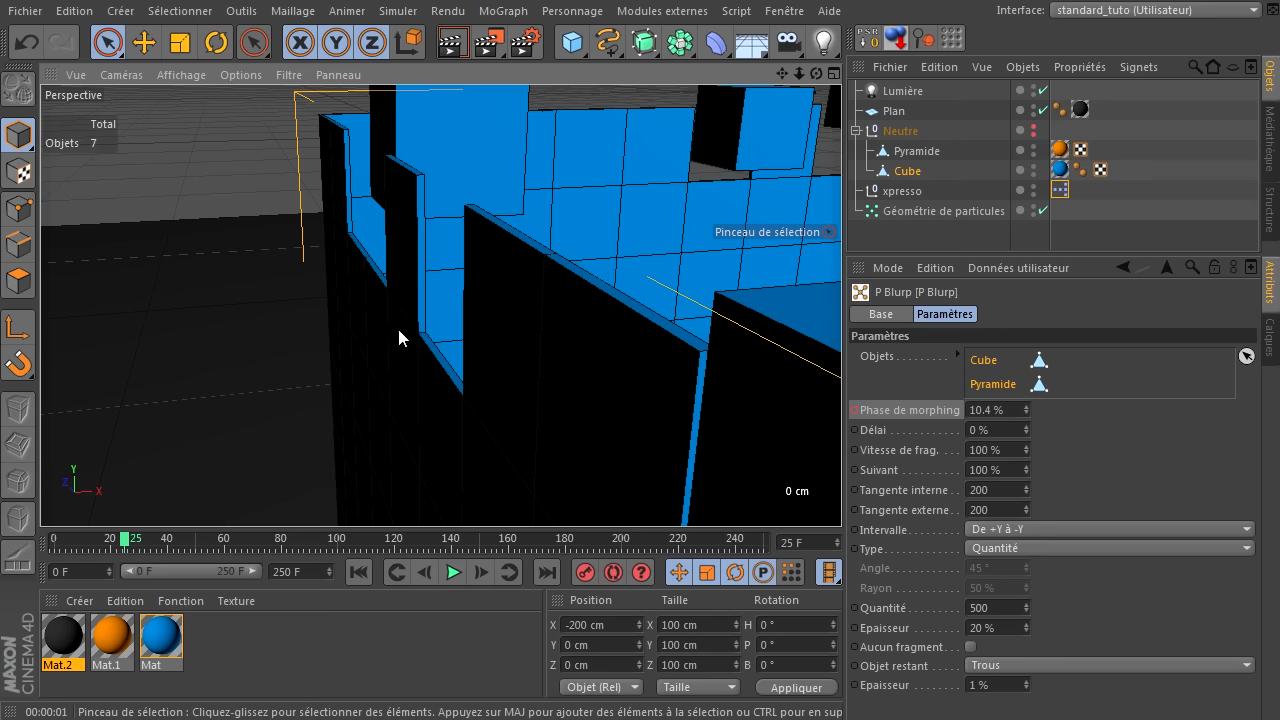 Fichier Edition Créer Sélectionner Outils Maillage Animer Simuler Rendu MoGraph Personnage Mouvements externes Script Fenêtre Aide Interface: standard_tuto (Utilisateur)
X Y Z PSR 0
Vue Caméras Affichage Options Filtre Panneau
Fichier Edition Vue Objets Propriétés Signets
Perspective
Total
Objets 7
Lumière
Plan
Neutre
Pyramide
Cube
xpresso
Géométrie de particules
Pinceau de sélection
0 cm
Y
Z X
Objets
Médiathèque
Structure
Attributs
Calques
Mode Edition Données utilisateur
P Blurp [P Blurp]
Base Paramètres
Paramètres
Objets Cube
Pyramide
Phase de morphing 10.4 %
Délai 0 %
Vitesse de frag. 100 %
Suivant 100 %
Tangente interne 200
Tangente externe 200
Intervalle De +Y à -Y
Type Quantité
Angle 45 °
Rayon 50 %
Quantité 500
Epaisseur 20 %
Aucun fragment
Objet restant Trous
Epaisseur 1 %
0 20 25 40 60 80 100 120 140 160 180 200 220 240 25 F
0 F 0 F 250 F 250 F
Créer Edition Fonction Texture
Mat.2 Mat.1 Mat
Position Taille Rotation
X -200 cm X 100 cm H 0 °
Y 0 cm Y 100 cm P 0 °
Z 0 cm Z 100 cm B 0 °
Objet (Rel) Taille Appliquer
MAXON
CINEMA 4D
00:00:01 Pinceau de sélection : Cliquez-glissez pour sélectionner des éléments. Appuyez sur MAJ pour ajouter des éléments à la sélection ou CTRL pour en sup